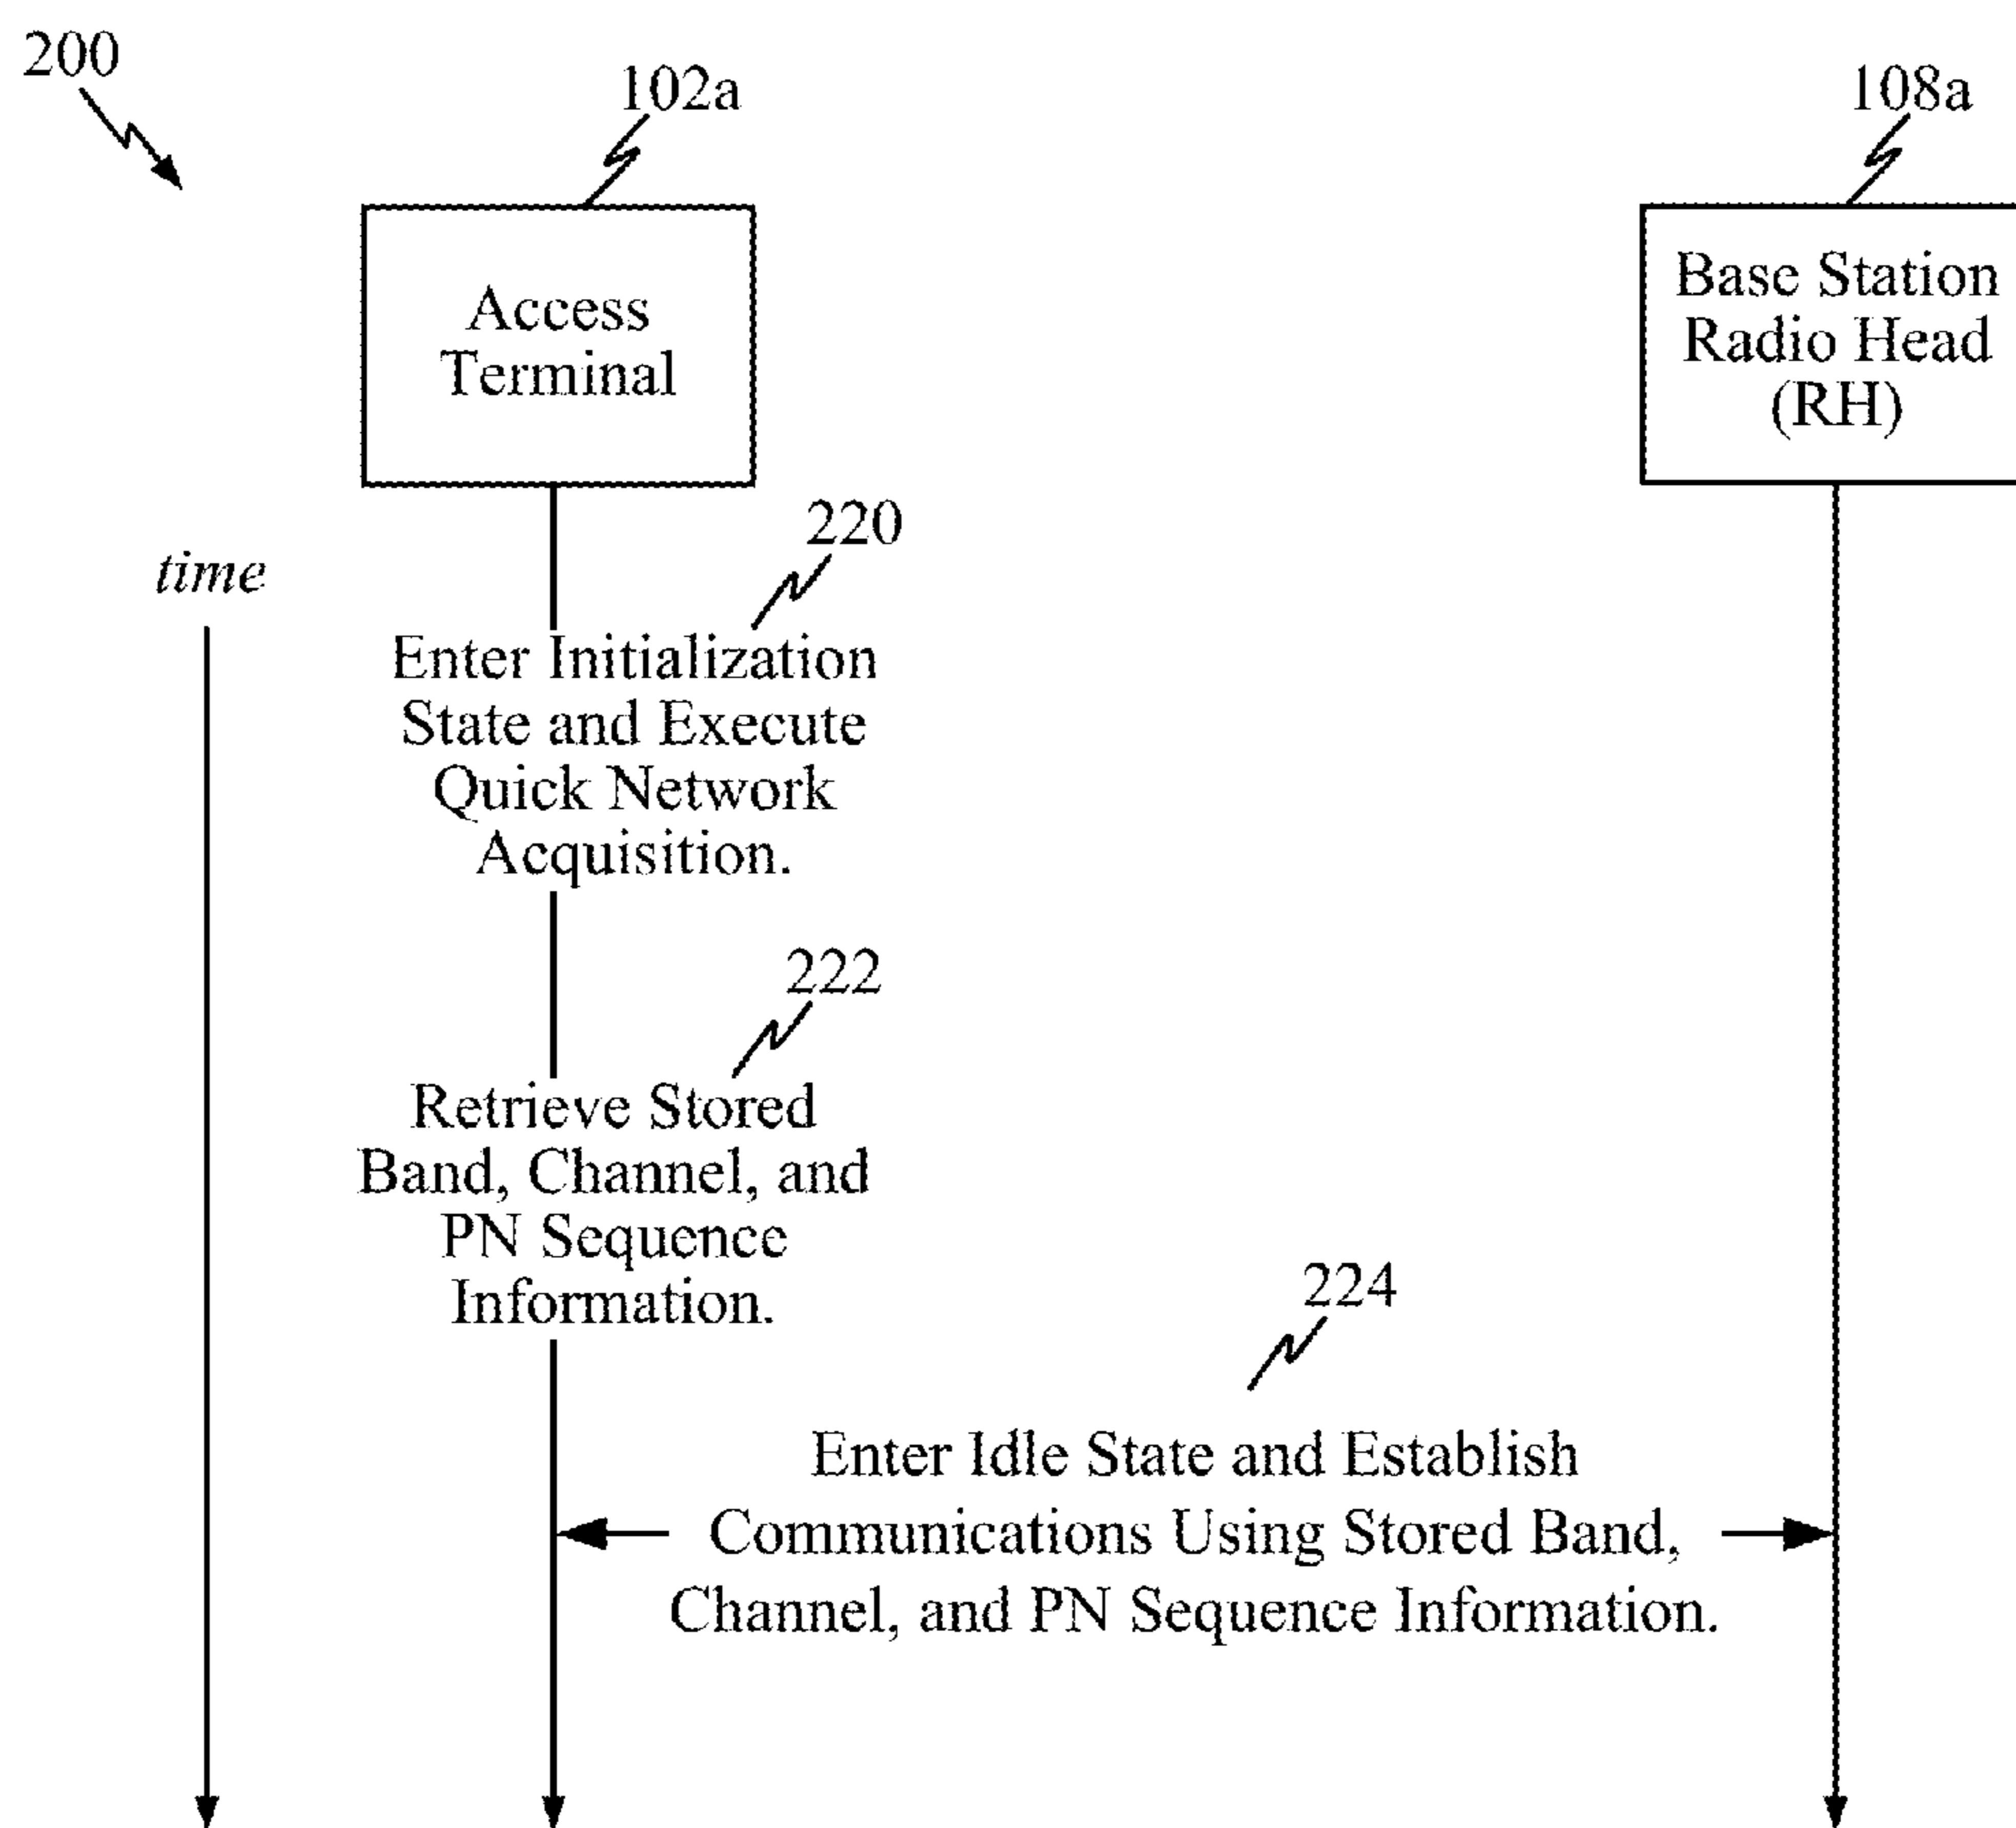 200
102a
108a
Access
Terminal
Base Station
Radio Head
(RH)
220
time
Enter Initialization
State and Execute
Quick Network
Acquisition.
222
Retrieve Stored
Band, Channel, and
PN Sequence
Information.
224
Enter Idle State and Establish
Communications Using Stored Band,
Channel, and PN Sequence Information.